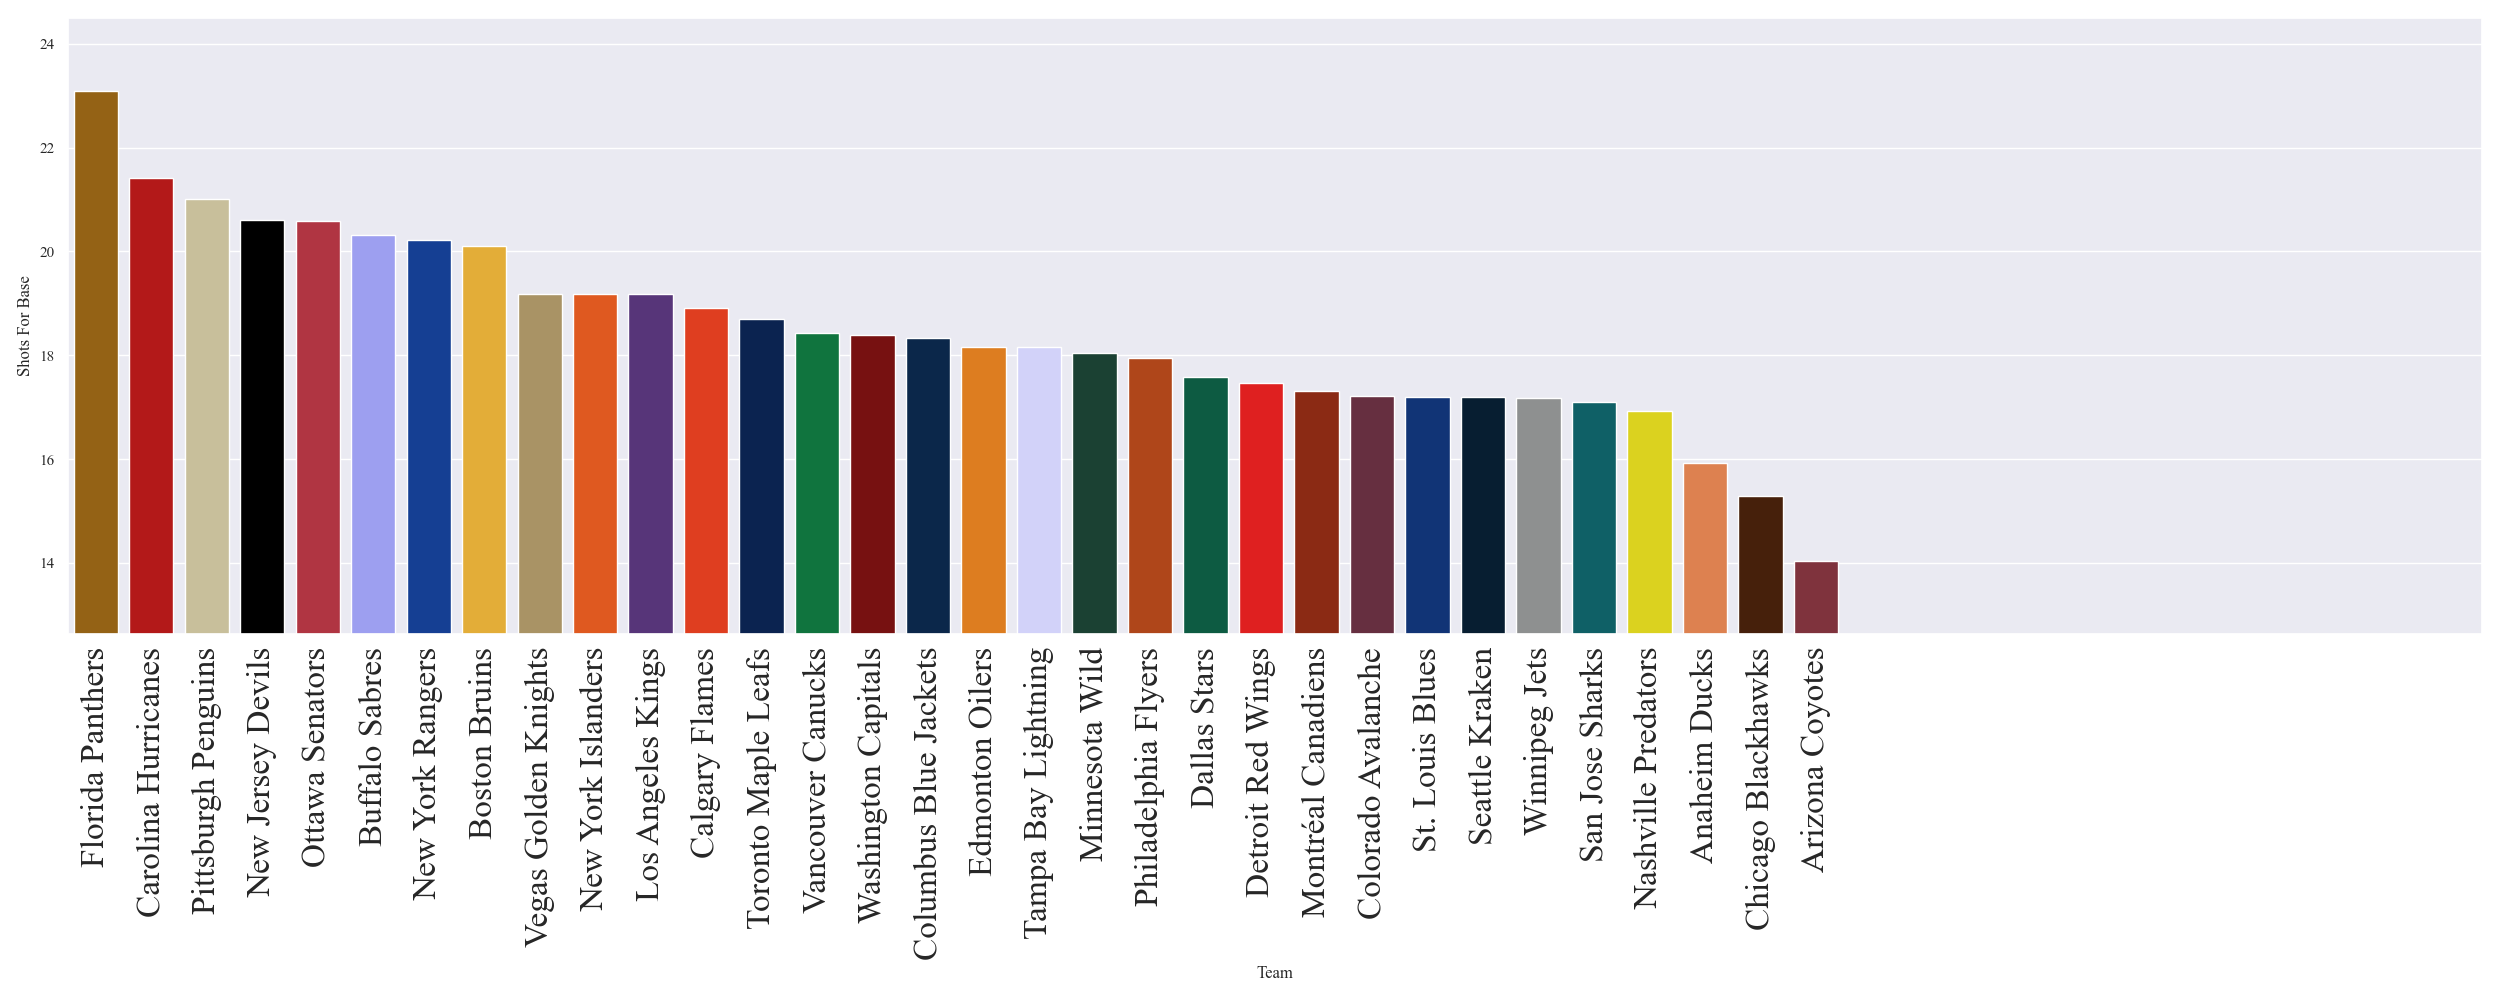 24
22
20
18
16
14
Shots For Base
Florida Panthers
Carolina Hurricanes
Pittsburgh Penguins
New Jersey Devils
Ottawa Senators
Buffalo Sabres
New York Rangers
Boston Bruins
Vegas Golden Knights
New York Islanders
Los Angeles Kings
Calgary Flames
Toronto Maple Leafs
Vancouver Canucks
Washington Capitals
Columbus Blue Jackets
Edmonton Oilers
Tampa Bay Lightning
Minnesota Wild
Philadelphia Flyers
Dallas Stars
Detroit Red Wings
Montréal Canadiens
Colorado Avalanche
St. Louis Blues
Seattle Kraken
Winnipeg Jets
San Jose Sharks
Nashville Predators
Anaheim Ducks
Chicago Blackhawks
Arizona Coyotes
Team